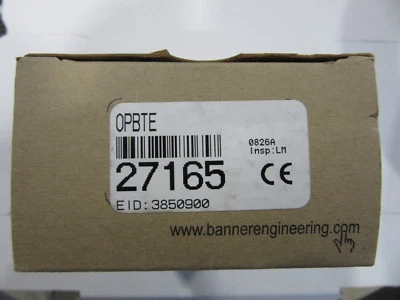 OPBTE
0826A
Insp:LM
27165
CE
EID:3850900
www.bannerengineering.com